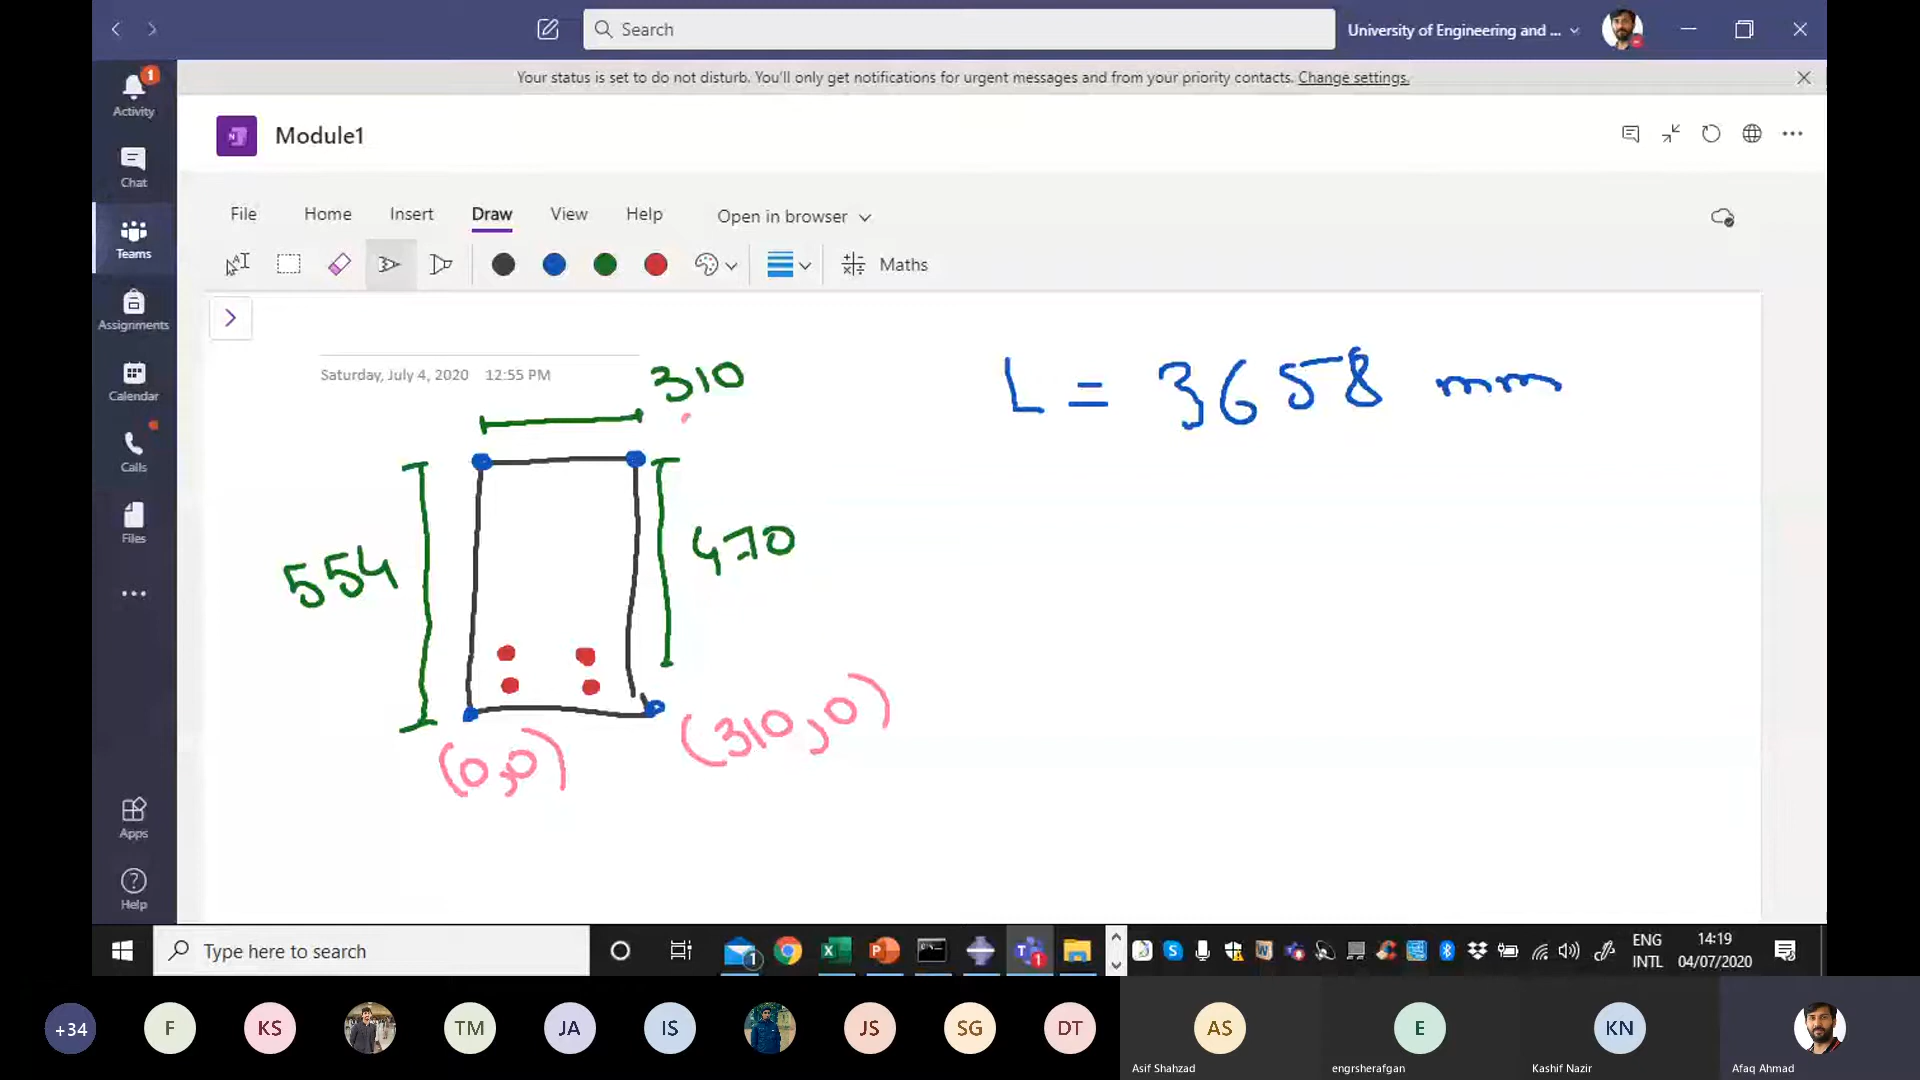 Search
University of Engineering and ...
Your status is set to do not disturb. You'll only get notifications for urgent messages and from your priority contacts. Change settings.
1
Activity
Chat
Teams
Assignments
Calendar
Calls
Files
Apps
Help
N
Module1
File Home Insert Draw View Help Open in browser
Maths
Saturday, July 4, 2020 12:55 PM
310
L = 3658 mm
554
470
(0,0)
(310,0)
Type here to search
1
1
ENG
INTL
14:19
04/07/2020
+34
F
KS
TM
JA
IS
JS
SG
DT
AS
Asif Shahzad
E
engrsherafgan
KN
Kashif Nazir
Afaq Ahmad